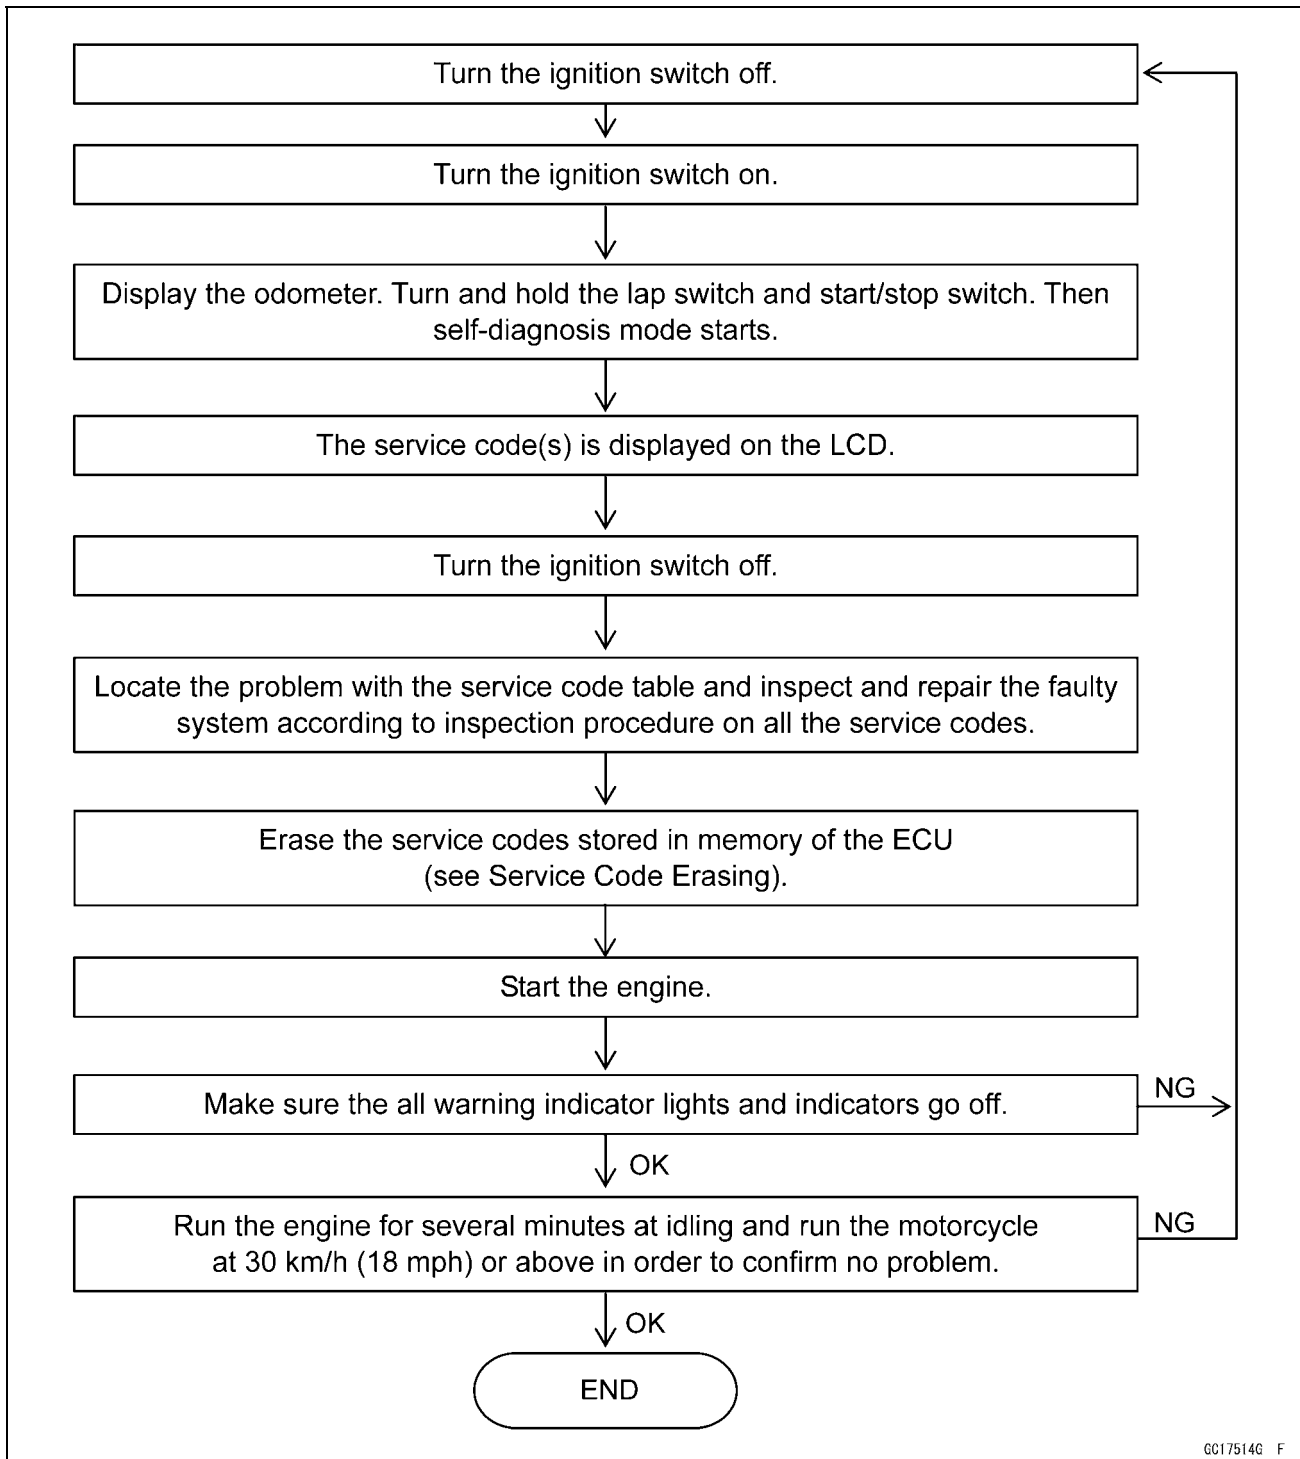 Turn the ignition switch off.
Turn the ignition switch on.
Display the odometer. Turn and hold the lap switch and start/stop switch. Then
self-diagnosis mode starts.
The service code(s) is displayed on the LCD.
Turn the ignition switch off.
Locate the problem with the service code table and inspect and repair the faulty
system according to inspection procedure on all the service codes.
Erase the service codes stored in memory of the ECU
(see Service Code Erasing).
Start the engine.
Make sure the all warning indicator lights and indicators go off.
NG
OK
Run the engine for several minutes at idling and run the motorcycle
at 30 km/h (18 mph) or above in order to confirm no problem.
NG
OK
END
GC17514G F